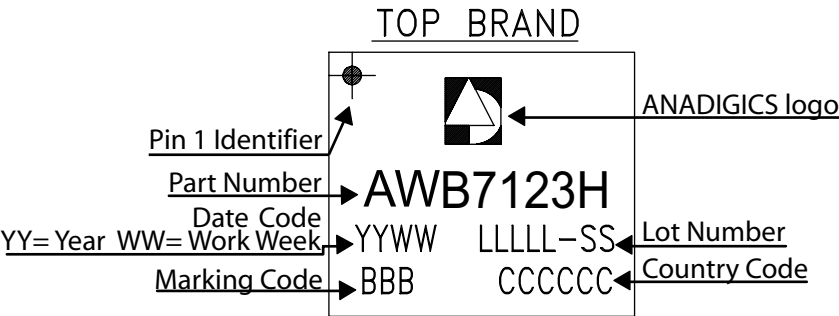 TOP BRAND
ANADIGICS logo
Pin 1 Identifier
Part Number AWB7123H
Date Code
YY= Year WW= Work Week YYWW LLLLL-SS Lot Number
Marking Code BBB CCCCCC Country Code